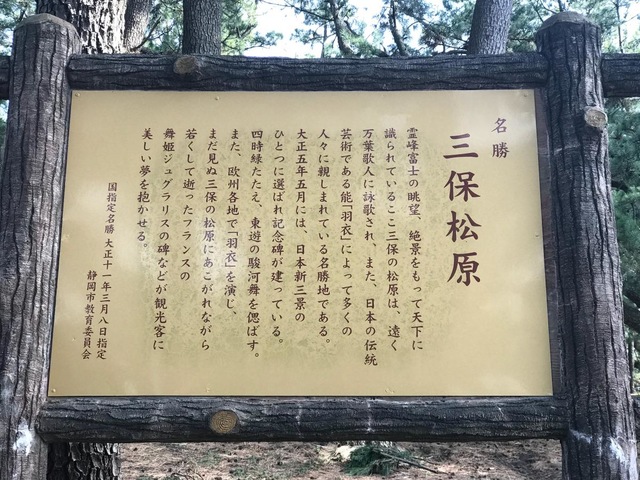 名勝
三保松原
霊峰富士の眺望、絶景をもって天下に
識られているここ三保の松原は、遠く
万葉歌人に詠歌され、また、日本の伝統
芸術である能「羽衣」によって多くの
人々に親しまれている名勝地である。
大正五年五月には、日本新三景の
ひとつに選ばれ記念碑が建っている。
四時緑たたえ、東遊の駿河舞を偲ばす。
また、欧州各地で「羽衣」を演じ、
まだ見ぬ三保の松原にあこがれながら
若くして逝ったフランスの
舞姫ジュグラリスの碑などが観光客に
美しい夢を抱かせる。
国指定名勝 大正十一年三月八日指定
静岡市教育委員会